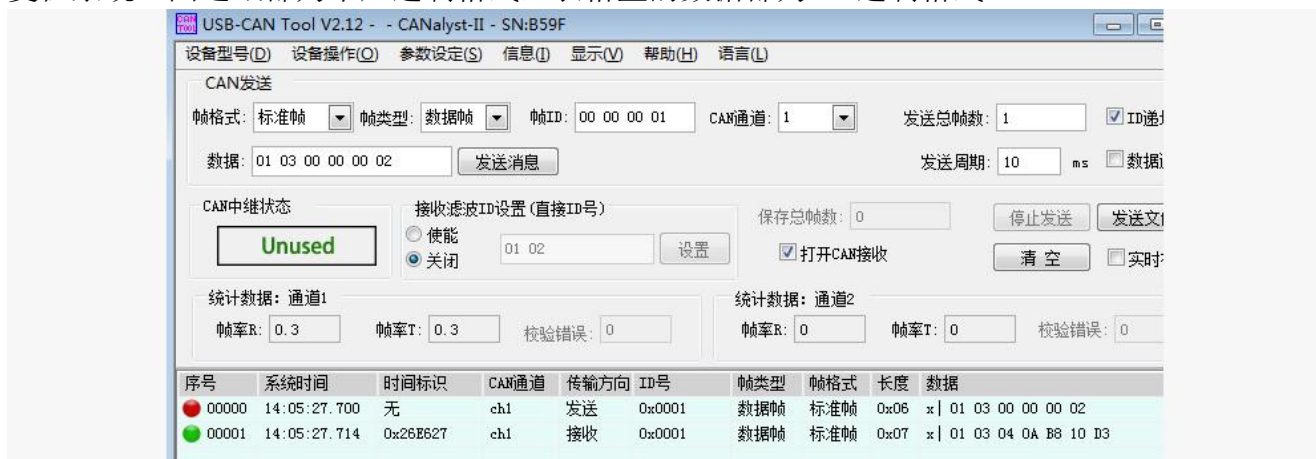 USB-CAN Tool V2.12 - - CANalyst-II - SN:B59F
设备型号(D) 设备操作(O) 参数设定(S) 信息(I) 显示(V) 帮助(H) 语言(L)
CAN发送
帧格式: 标准帧 帧类型: 数据帧 帧ID: 00 00 00 01 CAN通道: 1 发送总帧数: 1 ID递
数据: 01 03 00 00 00 02 发送消息 发送周期: 10 ms 数据
CAN中继状态 接收滤波ID设置(直接ID号) 保存总帧数: 0 停止发送 发送文
Unused 使能 01 02 设置 打开CAN接收 清 空 实时
关闭
统计数据: 通道1 统计数据: 通道2
帧率R: 0.3 帧率T: 0.3 校验错误: 0 帧率R: 0 帧率T: 0 校验错误: 0
序号 系统时间 时间标识 CAN通道 传输方向 ID号 帧类型 帧格式 长度 数据
00000 14:05:27.700 无 ch1 发送 0x0001 数据帧 标准帧 0x06 x| 01 03 00 00 00 02
00001 14:05:27.714 0x26E627 ch1 接收 0x0001 数据帧 标准帧 0x07 x| 01 03 04 0A B8 10 D3